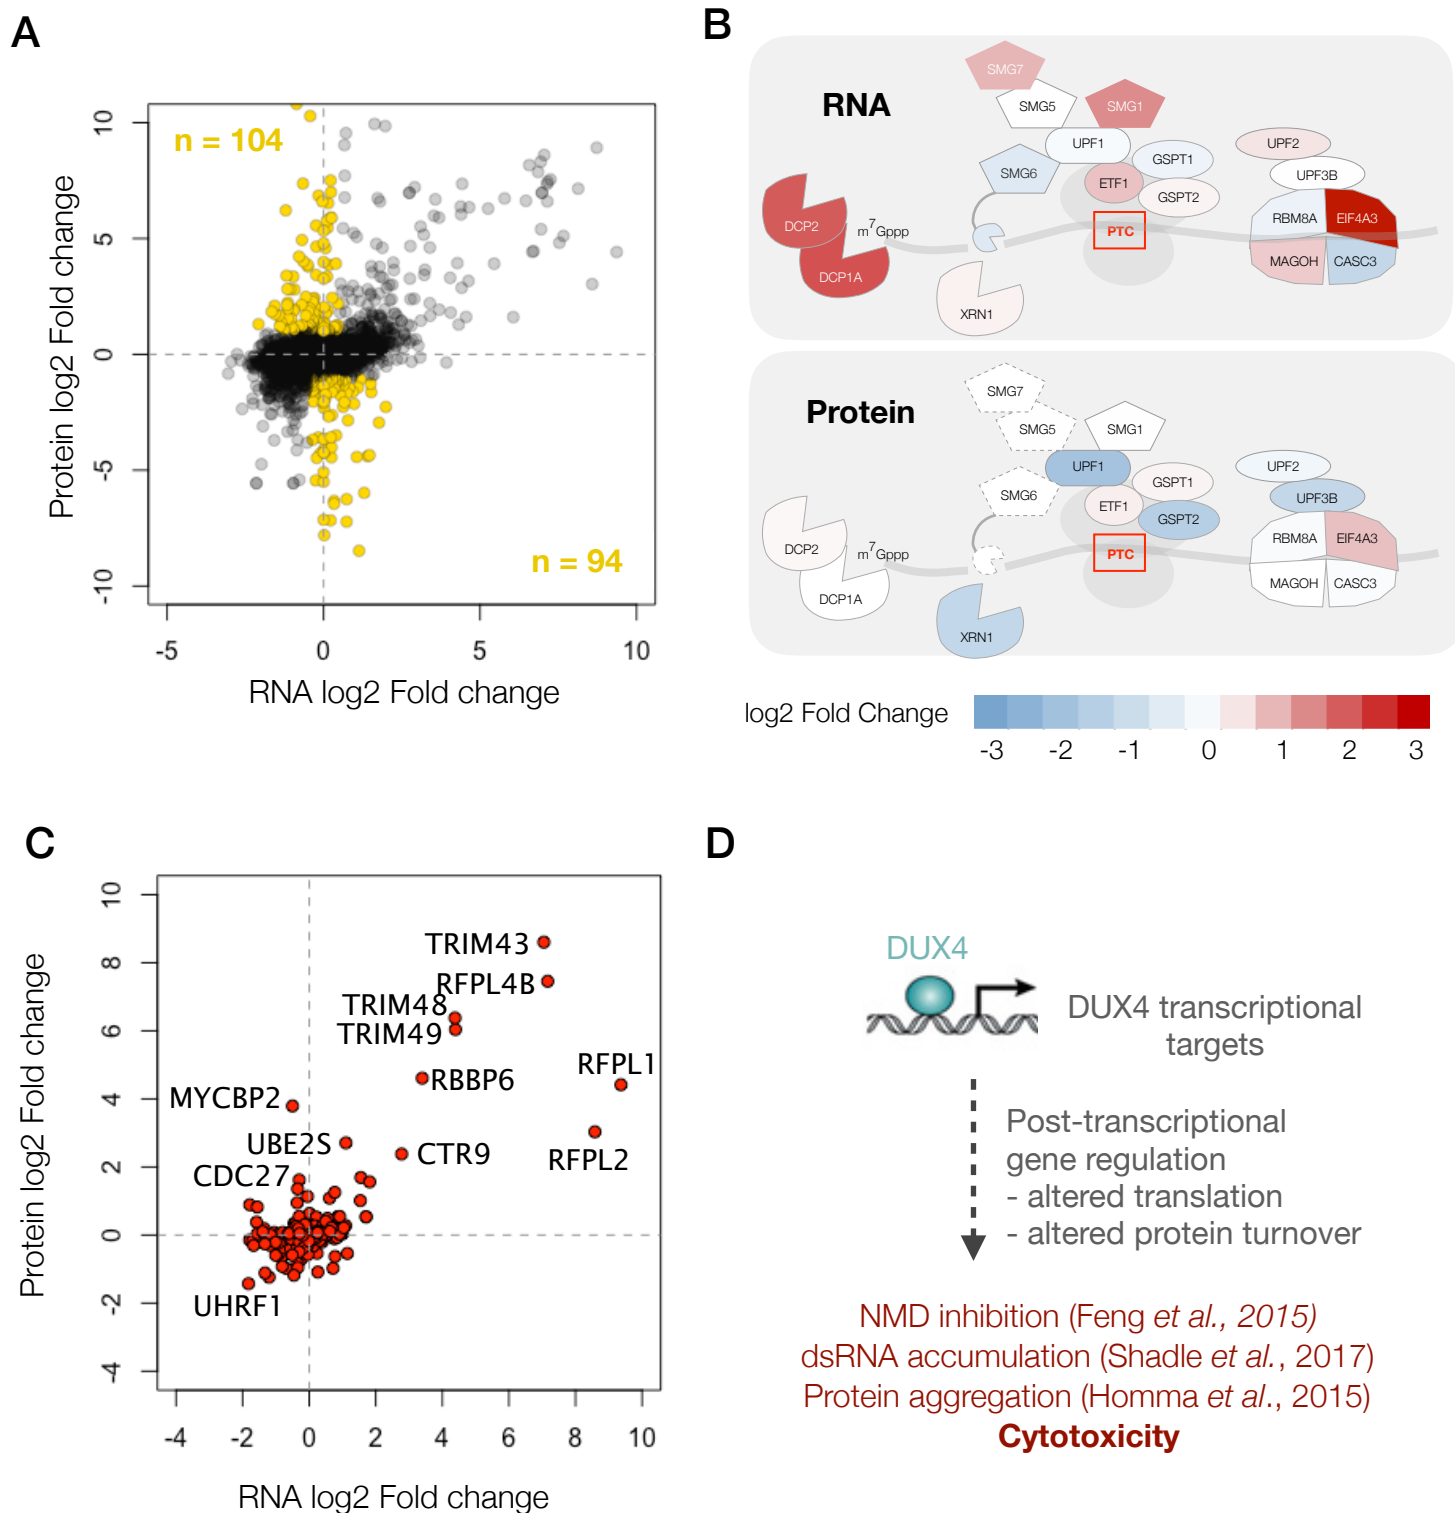 A
10
5
0
-5
-10
Protein log2 Fold change
n = 104
n = 94
-5
0
5
10
RNA log2 Fold change
B
RNA
SMG7
SMG5
SMG1
UPF1
SMG6
GSPT1
ETF1
GSPT2
UPF2
UPF3B
RBM8A
EIF4A3
MAGOH
CASC3
DCP2
m7Gppp
DCP1A
PTC
XRN1
Protein
SMG7
SMG5
SMG1
UPF1
SMG6
GSPT1
ETF1
GSPT2
UPF2
UPF3B
RBM8A
EIF4A3
MAGOH
CASC3
DCP2
m7Gppp
DCP1A
PTC
XRN1
log2 Fold Change
-3
-2
-1
0
1
2
3
C
10
8
6
4
2
0
-2
-4
Protein log2 Fold change
TRIM43
RFPL4B
TRIM48
TRIM49
RFPL1
RBBP6
MYCBP2
UBE2S
CTR9
RFPL2
CDC27
UHRF1
-4
-2
0
2
4
6
8
10
RNA log2 Fold change
D
DUX4
DUX4 transcriptional
targets
Post-transcriptional
gene regulation
- altered translation
- altered protein turnover
NMD inhibition (Feng et al., 2015)
dsRNA accumulation (Shadle et al., 2017)
Protein aggregation (Homma et al., 2015)
Cytotoxicity